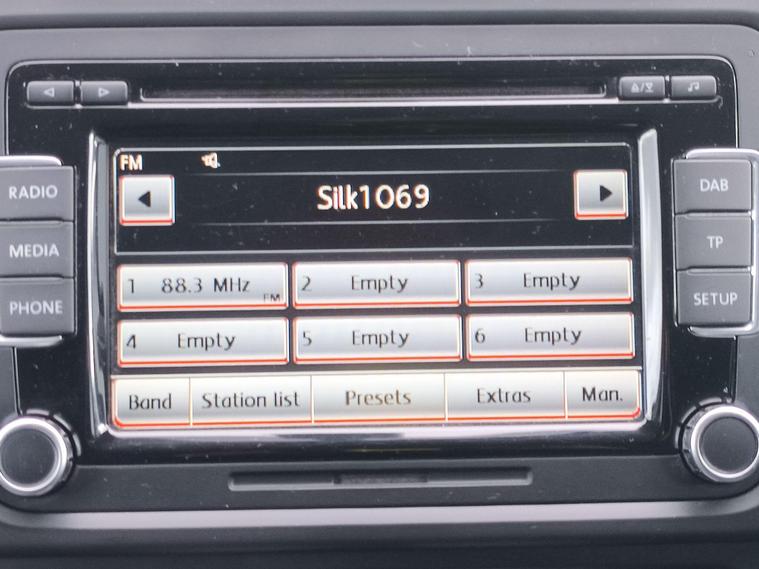 FM
RADIO
MEDIA
PHONE
Silk1069
1 88.3 MHz FM
2 Empty
3 Empty
4 Empty
5 Empty
6 Empty
Band Station list Presets Extras Man.
DAB
TP
SETUP